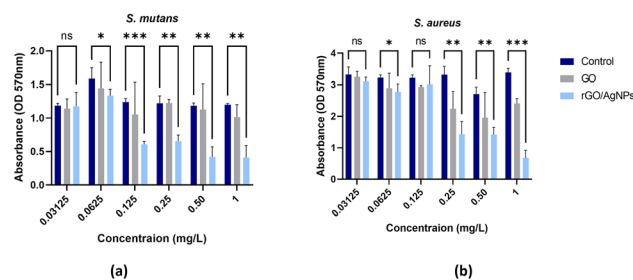 S. mutans
ns * *** ** ** **
2.0
1.5
1.0
0.5
0.0
Absorbance (OD 570nm)
0.03125 0.0625 0.125 0.25 0.50 1
Concentraion (mg/L)
(a)
S. aureus
ns * ns ** ** ***
4
3
2
1
0
Absorbance (OD 570nm)
0.03125 0.0625 0.125 0.25 0.50 1
Concentraion (mg/L)
(b)
Control
GO
rGO/AgNPs